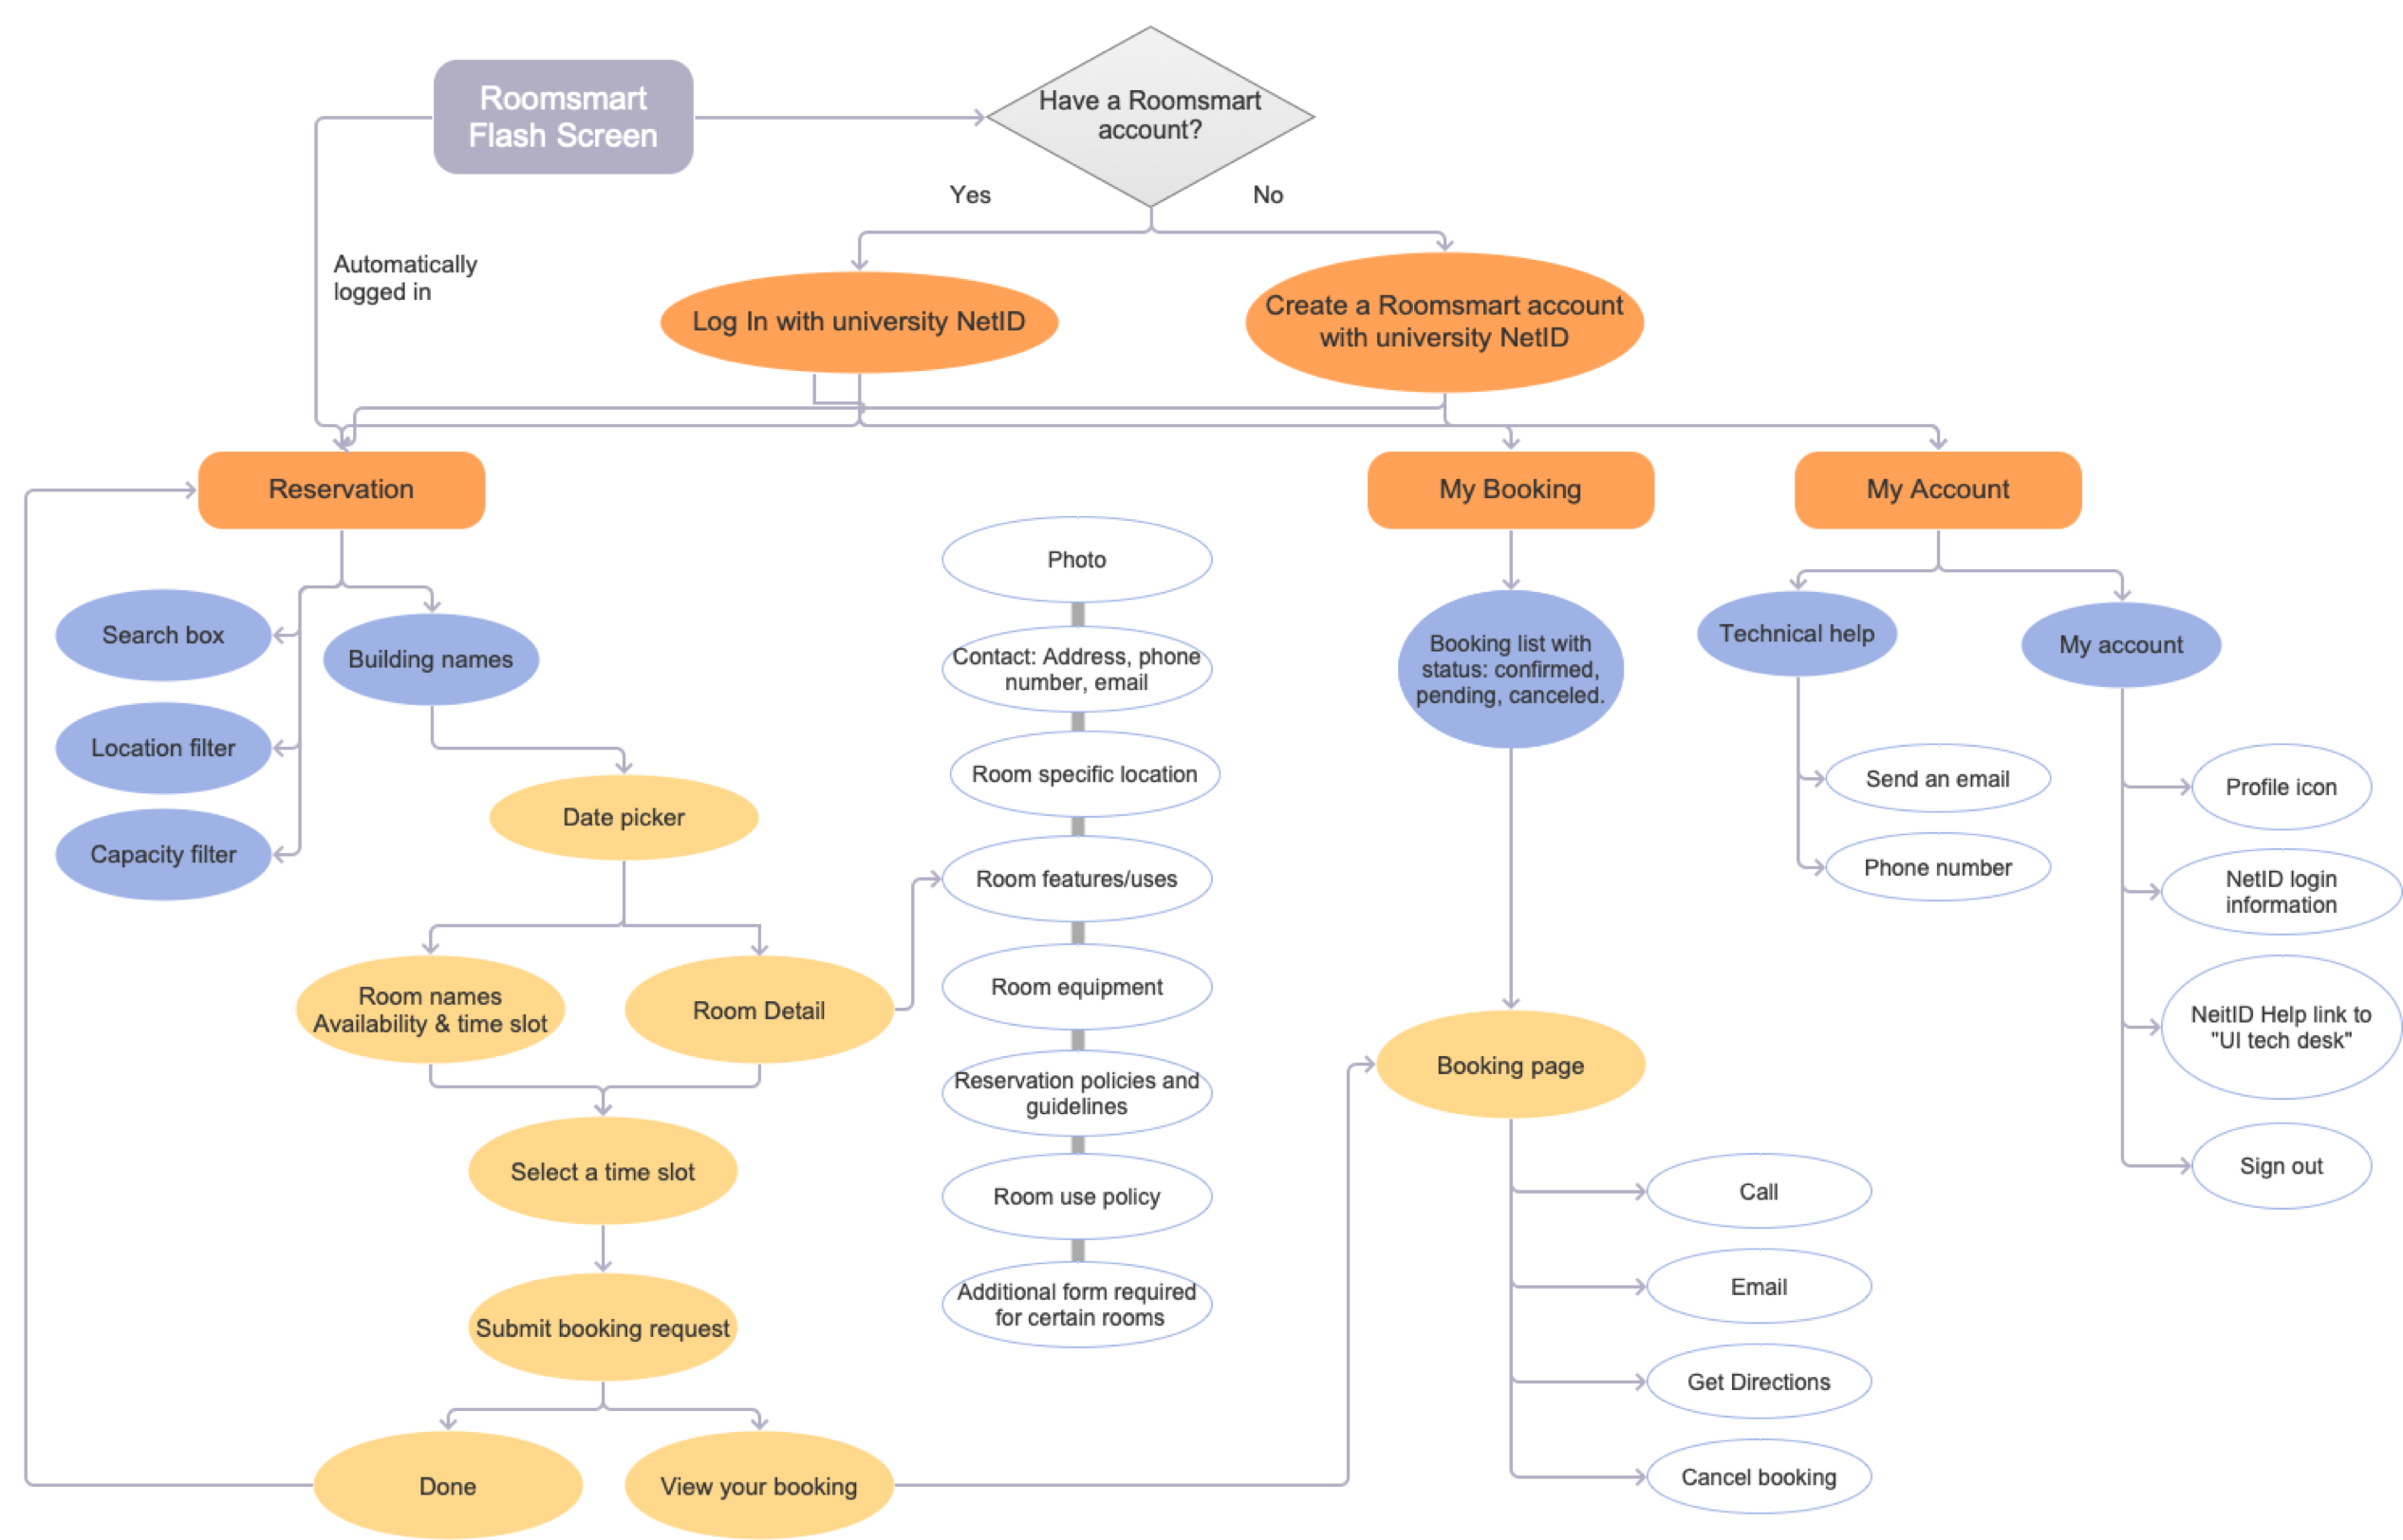 Roomsmart
Flash Screen
Have a Roomsmart
account?
Yes
No
Automatically
logged in
Log In with university NetID
Create a Roomsmart account
with university NetID
Reservation
My Booking
My Account
Search box
Building names
Location filter
Capacity filter
Date picker
Room names
Availability & time slot
Room Detail
Select a time slot
Submit booking request
Done
View your booking
Photo
Contact: Address, phone
number, email
Room specific location
Room features/uses
Room equipment
Reservation policies and
guidelines
Room use policy
Additional form required
for certain rooms
Booking list with
status: confirmed,
pending, canceled.
Booking page
Call
Email
Get Directions
Cancel booking
Technical help
Send an email
Phone number
My account
Profile icon
NetID login
information
NeitID Help link to
"UI tech desk"
Sign out